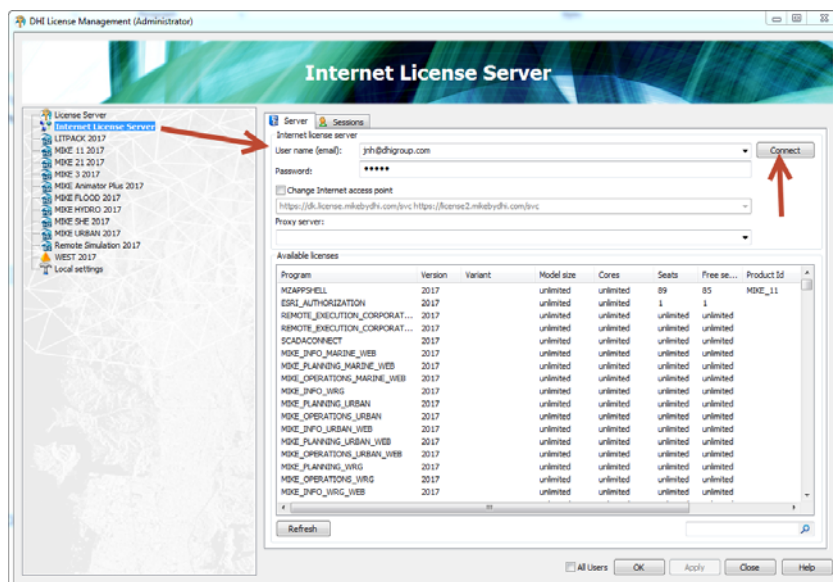 DHI License Management (Administrator)
Internet License Server
License Server
Internet License Server
LITPACK 2017
MIKE 11 2017
MIKE 21 2017
MIKE 3 2017
MIKE Animator Plus 2017
MIKE FLOOD 2017
MIKE HYDRO 2017
MIKE SHE 2017
MIKE URBAN 2017
Remote Simulation 2017
WEST 2017
Local settings
Server Sessions
Internet license server
User name (email): jnh@dhigroup.com Connect
Password: •••••
Change Internet access point
https://dk.license.mikebydhi.com/svc https://license2.mikebydhi.com/svc
Proxy server:
Available licenses
Program Version Variant Model size Cores Seats Free se... Product Id
MZAPPSHELL 2017 unlimited unlimited 89 85 MIKE_11
ESRI_AUTHORIZATION 2017 unlimited unlimited 1 1
REMOTE_EXECUTION_CORPORAT... 2017 unlimited unlimited unlimited unlimited
REMOTE_EXECUTION_CORPORAT... 2017 unlimited unlimited unlimited unlimited
SCADACONNECT 2017 unlimited unlimited unlimited unlimited
MIKE_INFO_MARINE_WEB 2017 unlimited unlimited unlimited unlimited
MIKE_PLANNING_MARINE_WEB 2017 unlimited unlimited unlimited unlimited
MIKE_OPERATIONS_MARINE_WEB 2017 unlimited unlimited unlimited unlimited
MIKE_INFO_WRG 2017 unlimited unlimited unlimited unlimited
MIKE_PLANNING_URBAN 2017 unlimited unlimited unlimited unlimited
MIKE_OPERATIONS_URBAN 2017 unlimited unlimited unlimited unlimited
MIKE_INFO_URBAN_WEB 2017 unlimited unlimited unlimited unlimited
MIKE_PLANNING_URBAN_WEB 2017 unlimited unlimited unlimited unlimited
MIKE_OPERATIONS_URBAN_WEB 2017 unlimited unlimited unlimited unlimited
MIKE_PLANNING_WRG 2017 unlimited unlimited unlimited unlimited
MIKE_OPERATIONS_WRG 2017 unlimited unlimited unlimited unlimited
MIKE_INFO_WRG_WEB 2017 unlimited unlimited unlimited unlimited
Refresh
All Users OK Apply Close Help